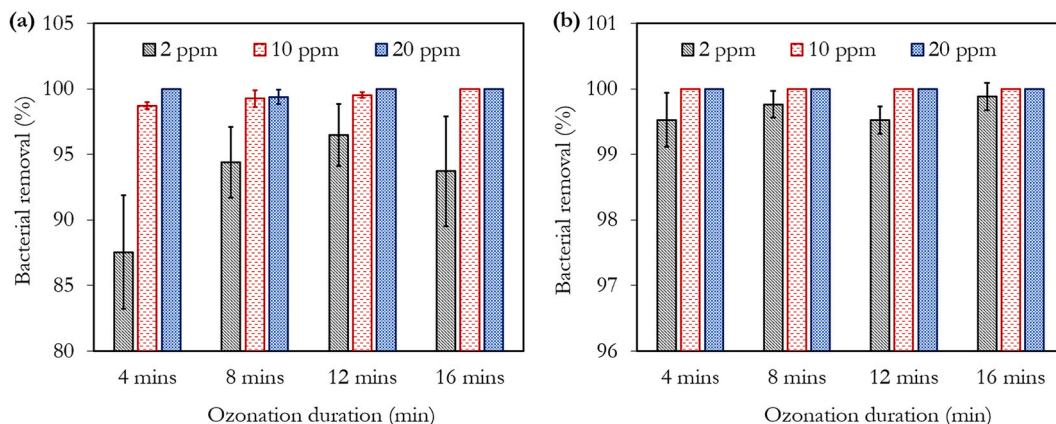 (a)
105
100
95
90
85
80
Bacterial removal (%)
2 ppm 10 ppm 20 ppm
4 mins 8 mins 12 mins 16 mins
Ozonation duration (min)
(b)
101
100
99
98
97
96
Bacterial removal (%)
2 ppm 10 ppm 20 ppm
4 mins 8 mins 12 mins 16 mins
Ozonation duration (min)